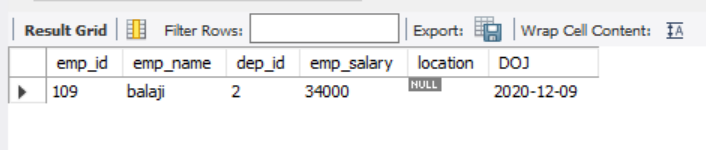 Result Grid Filter Rows: Export: Wrap Cell Content: IA
emp_id emp_name dep_id emp_salary location DOJ
109 balaji 2 34000 NULL 2020-12-09